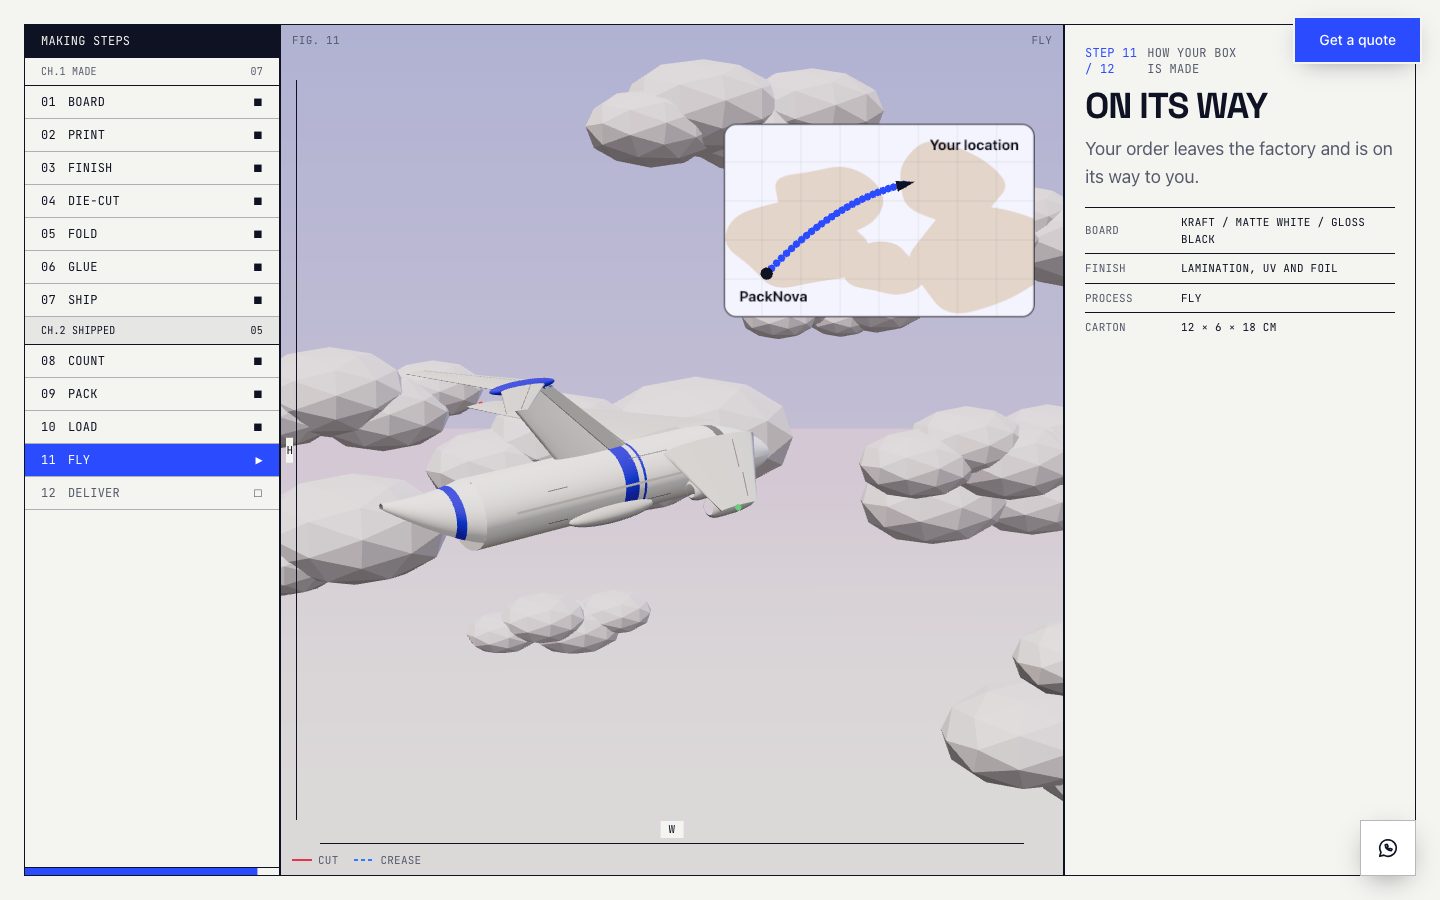 MAKING STEPS
CH.1 MADE 07
01 BOARD
02 PRINT
03 FINISH
04 DIE-CUT
05 FOLD
06 GLUE
07 SHIP
CH.2 SHIPPED 05
08 COUNT
09 PACK
10 LOAD
11 FLY
12 DELIVER
FIG. 11
FLY
Your location
PackNova
H
W
CUT CREASE
Get a quote
STEP 11 / 12
HOW YOUR BOX IS MADE
ON ITS WAY
Your order leaves the factory and is on
its way to you.
BOARD KRAFT / MATTE WHITE / GLOSS
BLACK
FINISH LAMINATION, UV AND FOIL
PROCESS FLY
CARTON 12 × 6 × 18 CM